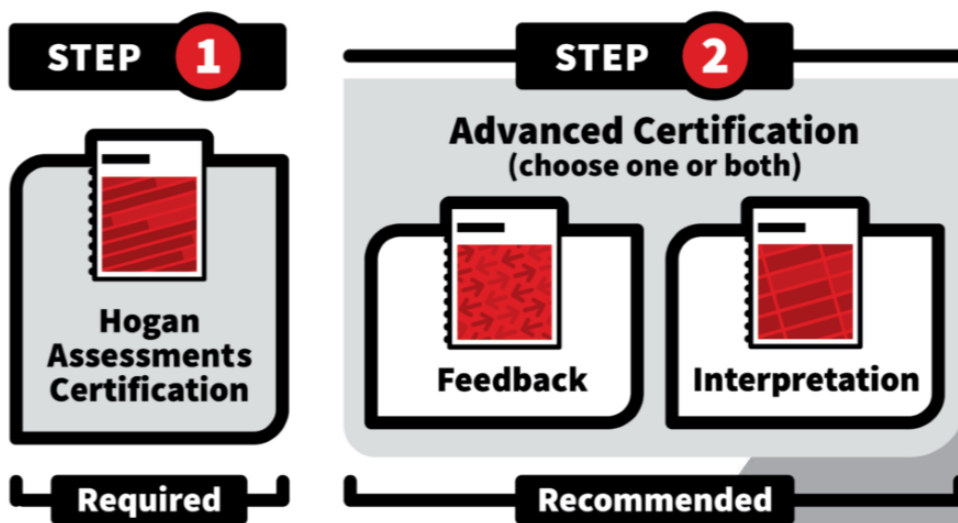 STEP 1
Hogan
Assessments
Certification
Required
STEP 2
Advanced Certification
(choose one or both)
Feedback
Interpretation
Recommended